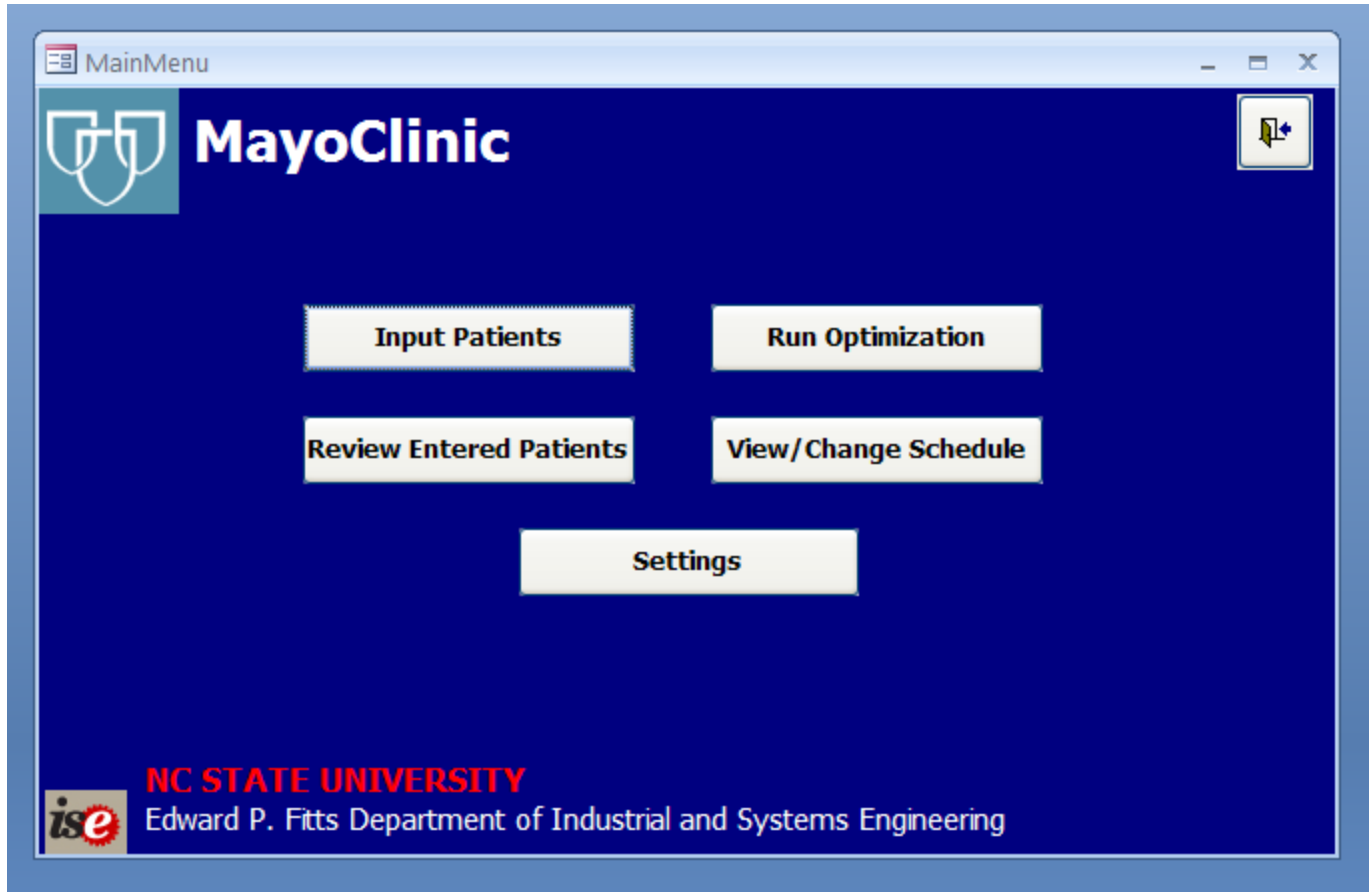 MainMenu
MayoClinic
Input Patients
Run Optimization
Review Entered Patients
View/Change Schedule
Settings
NC STATE UNIVERSITY
ise
Edward P. Fitts Department of Industrial and Systems Engineering